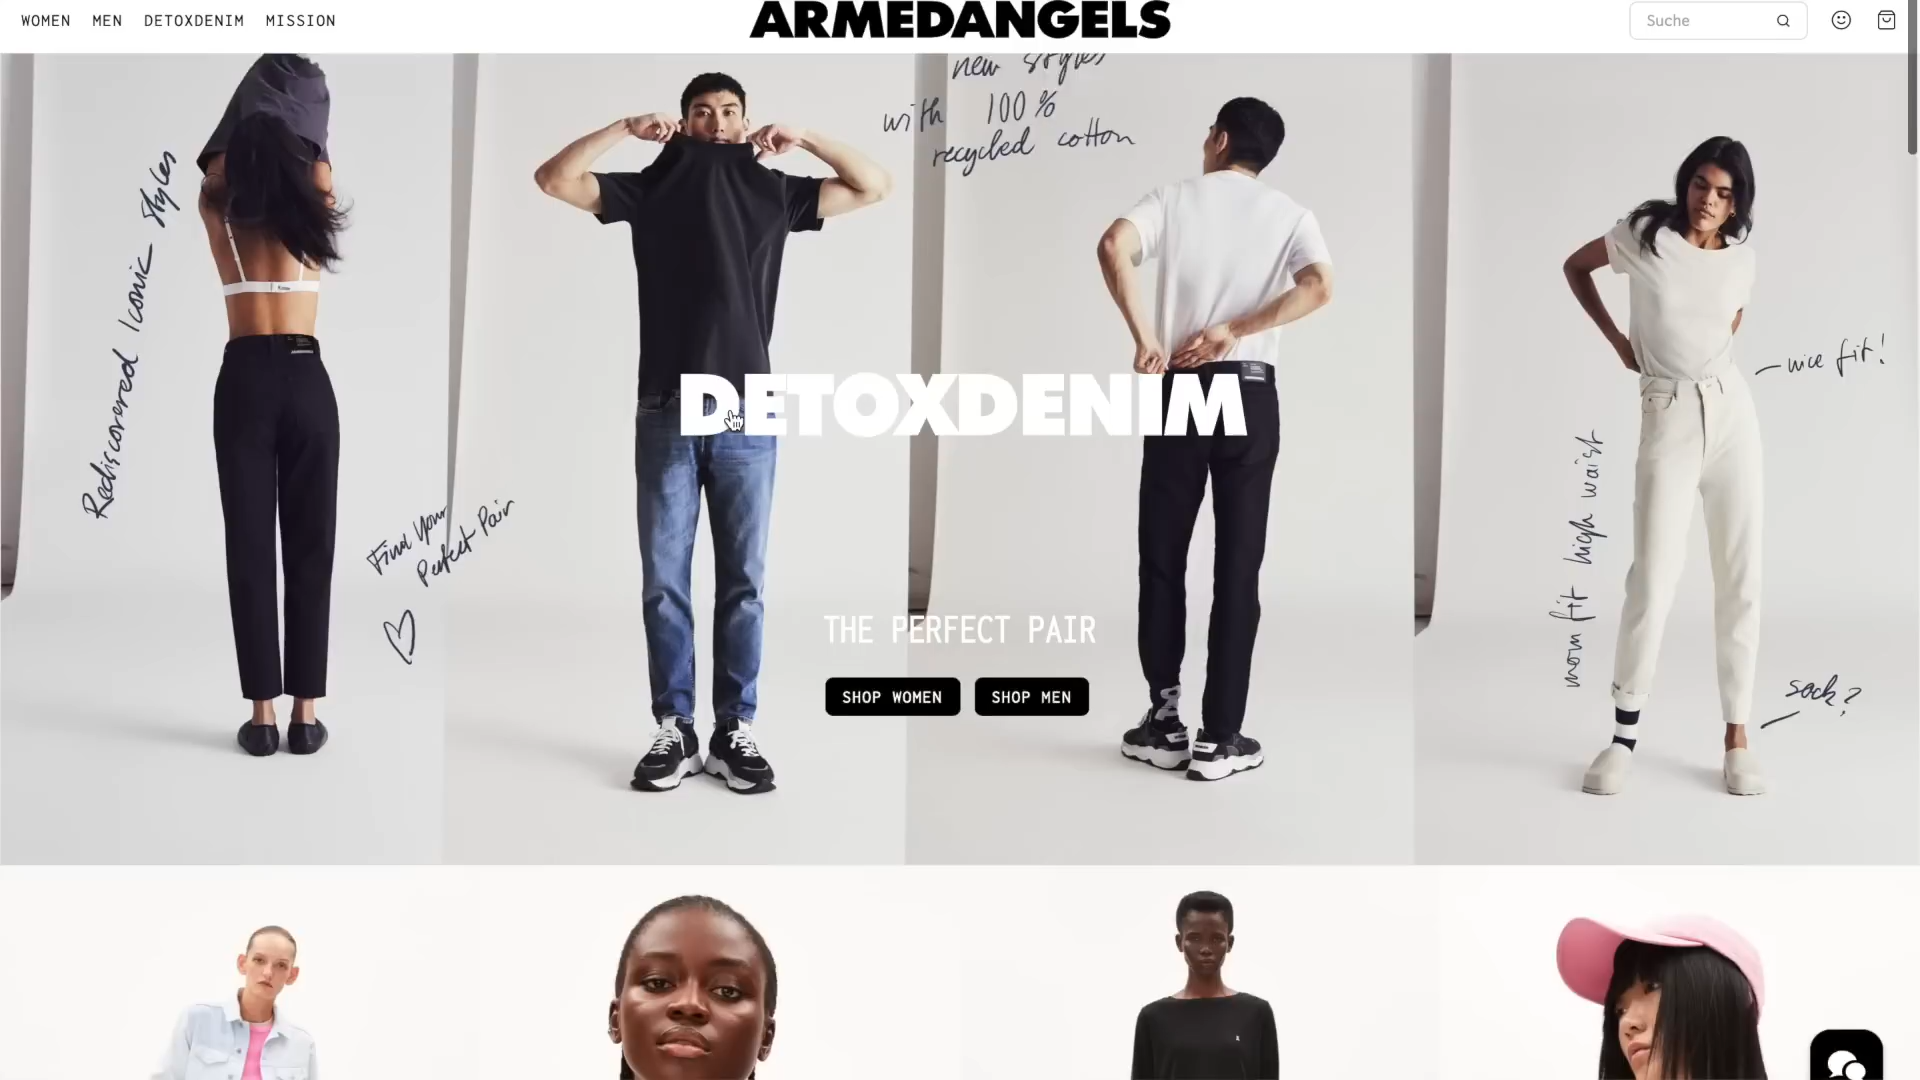 WOMEN MEN DETOXDENIM MISSION
ARMEDANGELS
Suche
new styles
with 100%
recycled cotton
Rediscovered Iconic Styles
Find Your
Perfect Pair
DETOXDENIM
nice fit!
mom fit high waist
THE PERFECT PAIR
SHOP WOMEN SHOP MEN
sock?